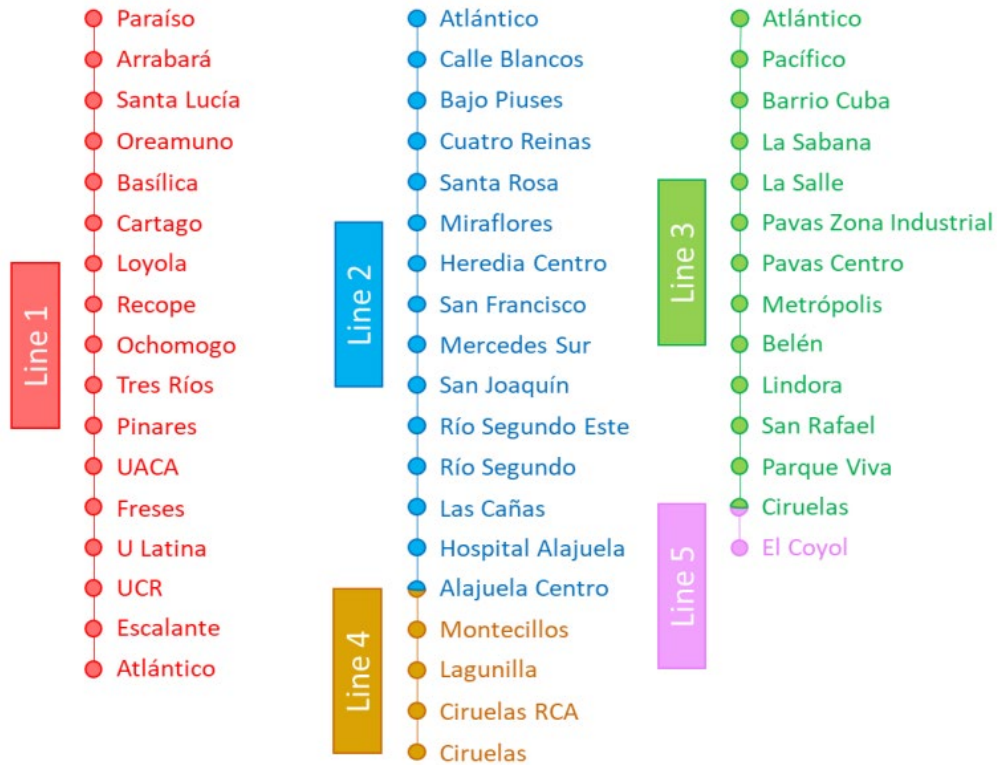 Line 1
Paraíso
Arrabará
Santa Lucía
Oreamuno
Basílica
Cartago
Loyola
Recope
Ochomogo
Tres Ríos
Pinares
UACA
Freses
U Latina
UCR
Escalante
Atlántico
Line 2
Atlántico
Calle Blancos
Bajo Piuses
Cuatro Reinas
Santa Rosa
Miraflores
Heredia Centro
San Francisco
Mercedes Sur
San Joaquín
Río Segundo Este
Río Segundo
Las Cañas
Hospital Alajuela
Alajuela Centro
Line 4
Montecillos
Lagunilla
Ciruelas RCA
Ciruelas
Line 3
Atlántico
Pacífico
Barrio Cuba
La Sabana
La Salle
Pavas Zona Industrial
Pavas Centro
Metrópolis
Belén
Lindora
San Rafael
Parque Viva
Ciruelas
Line 5
El Coyol